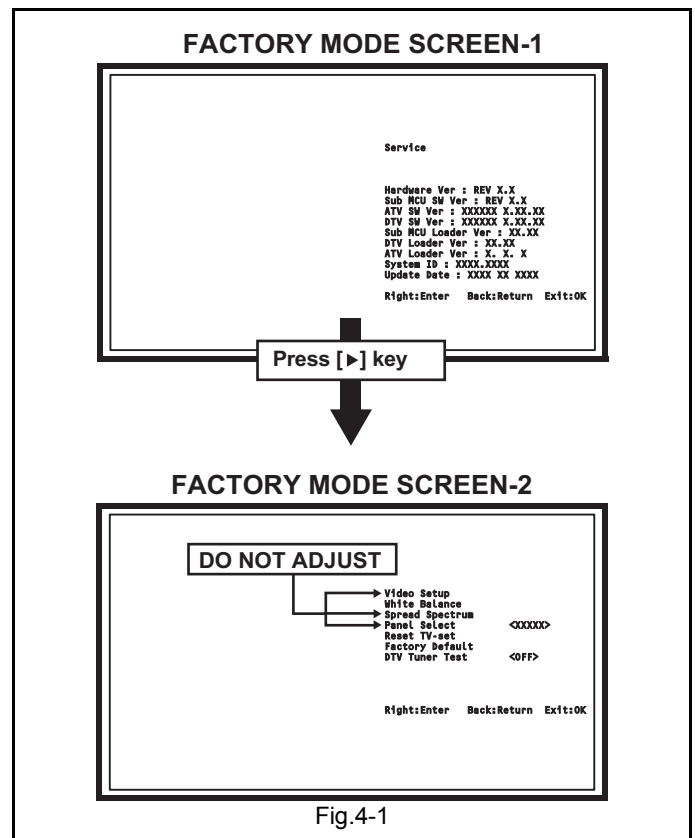 FACTORY MODE SCREEN-1
Service
Hardware Ver : REV X.X
Sub MCU SW Ver : REV X.X
ATV SW Ver : XXXXXX X.XX.XX
DTV SW Ver : XXXXXX X.XX.XX
Sub MCU Loader Ver : XX.XX
DTV Loader Ver : XX.XX
ATV Loader Ver : X. X. X
System ID : XXXX.XXXX
Update Date : XXXX XX XXXX
Right:Enter Back:Return Exit:OK
Press [►] key
FACTORY MODE SCREEN-2
DO NOT ADJUST
Video Setup
White Balance
Spread Spectrum
Panel Select <XXXXX>
Reset TV-set
Factory Default
DTV Tuner Test <OFF>
Right:Enter Back:Return Exit:OK
Fig.4-1